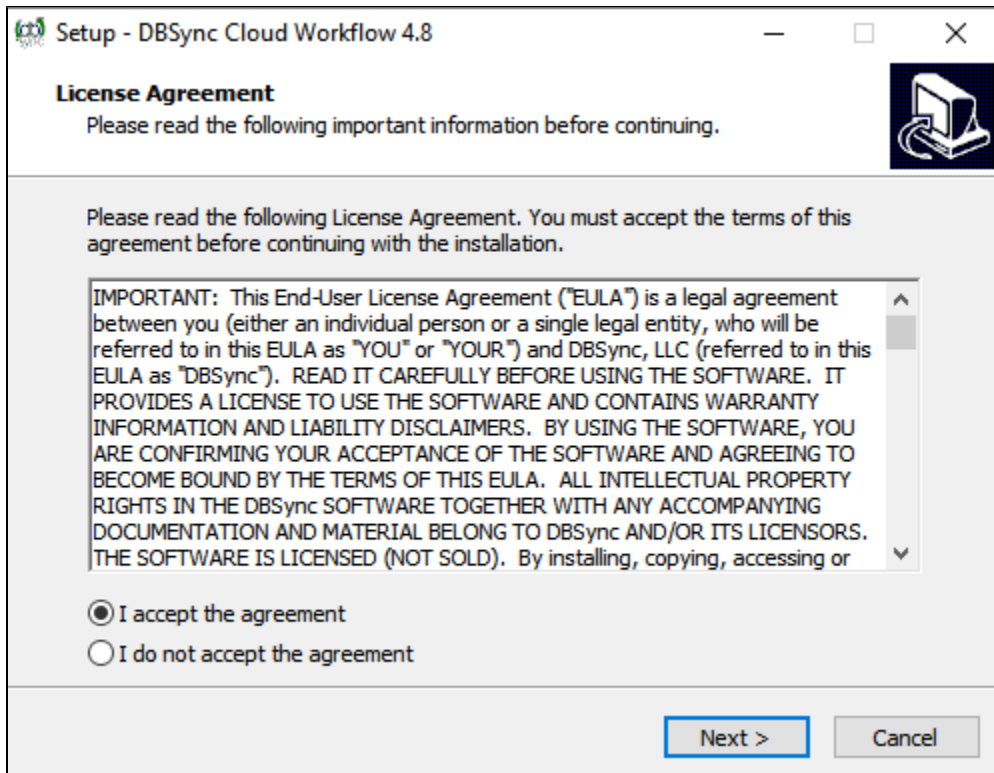 Setup - DBSync Cloud Workflow 4.8
License Agreement
Please read the following important information before continuing.
Please read the following License Agreement. You must accept the terms of this
agreement before continuing with the installation.
IMPORTANT:  This End-User License Agreement ("EULA") is a legal agreement
between you (either an individual person or a single legal entity, who will be
referred to in this EULA as "YOU" or "YOUR") and DBSync, LLC (referred to in this
EULA as "DBSync").  READ IT CAREFULLY BEFORE USING THE SOFTWARE.  IT
PROVIDES A LICENSE TO USE THE SOFTWARE AND CONTAINS WARRANTY
INFORMATION AND LIABILITY DISCLAIMERS.  BY USING THE SOFTWARE, YOU
ARE CONFIRMING YOUR ACCEPTANCE OF THE SOFTWARE AND AGREEING TO
BECOME BOUND BY THE TERMS OF THIS EULA.  ALL INTELLECTUAL PROPERTY
RIGHTS IN THE DBSync SOFTWARE TOGETHER WITH ANY ACCOMPANYING
DOCUMENTATION AND MATERIAL BELONG TO DBSync AND/OR ITS LICENSORS.
THE SOFTWARE IS LICENSED (NOT SOLD).  By installing, copying, accessing or
I accept the agreement
I do not accept the agreement
Next >
Cancel